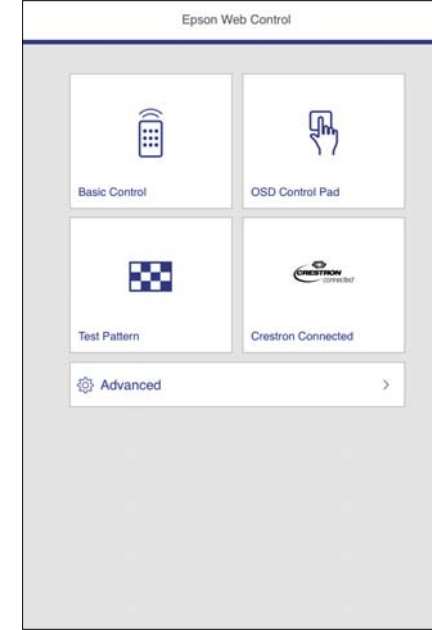 Epson Web Control
Basic Control
OSD Control Pad
CRESTRON
connected
Test Pattern
Crestron Connected
Advanced